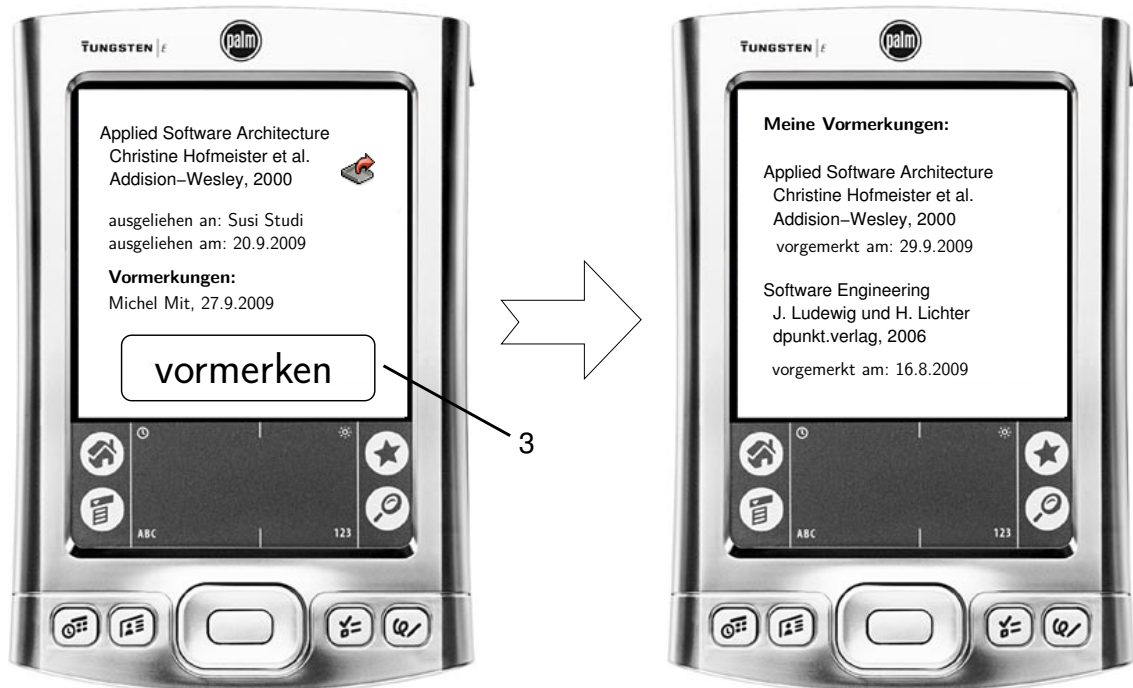 TUNGSTEN | E
palm
Applied Software Architecture
Christine Hofmeister et al.
Addision–Wesley, 2000
ausgeliehen an: Susi Studi
ausgeliehen am: 20.9.2009
Vormerkungen:
Michel Mit, 27.9.2009
vormerken
3
ABC
123
TUNGSTEN | E
palm
Meine Vormerkungen:
Applied Software Architecture
Christine Hofmeister et al.
Addision–Wesley, 2000
vorgemerkt am: 29.9.2009
Software Engineering
J. Ludewig und H. Lichter
dpunkt.verlag, 2006
vorgemerkt am: 16.8.2009
ABC
123